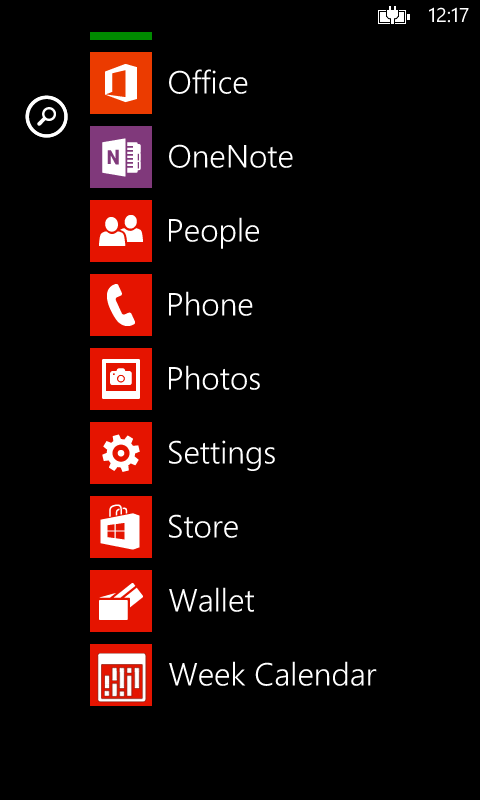 12:17
Office
OneNote
People
Phone
Photos
Settings
Store
Wallet
Week Calendar